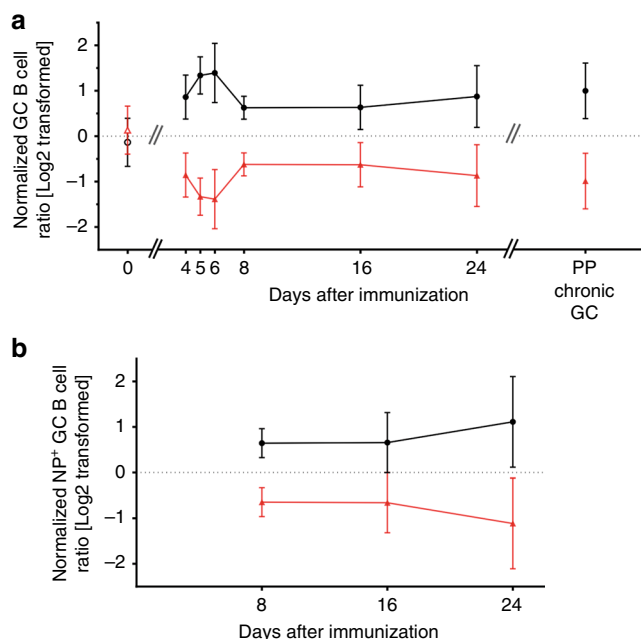 a
Normalized GC B cell
ratio [Log2 transformed]
2
1
0
–1
–2
0 4 5 6 8 16 24 PP
chronic
GC
Days after immunization
b
Normalized NP⁺ GC B cell
ratio [Log2 transformed]
2
1
0
–1
–2
8 16 24
Days after immunization